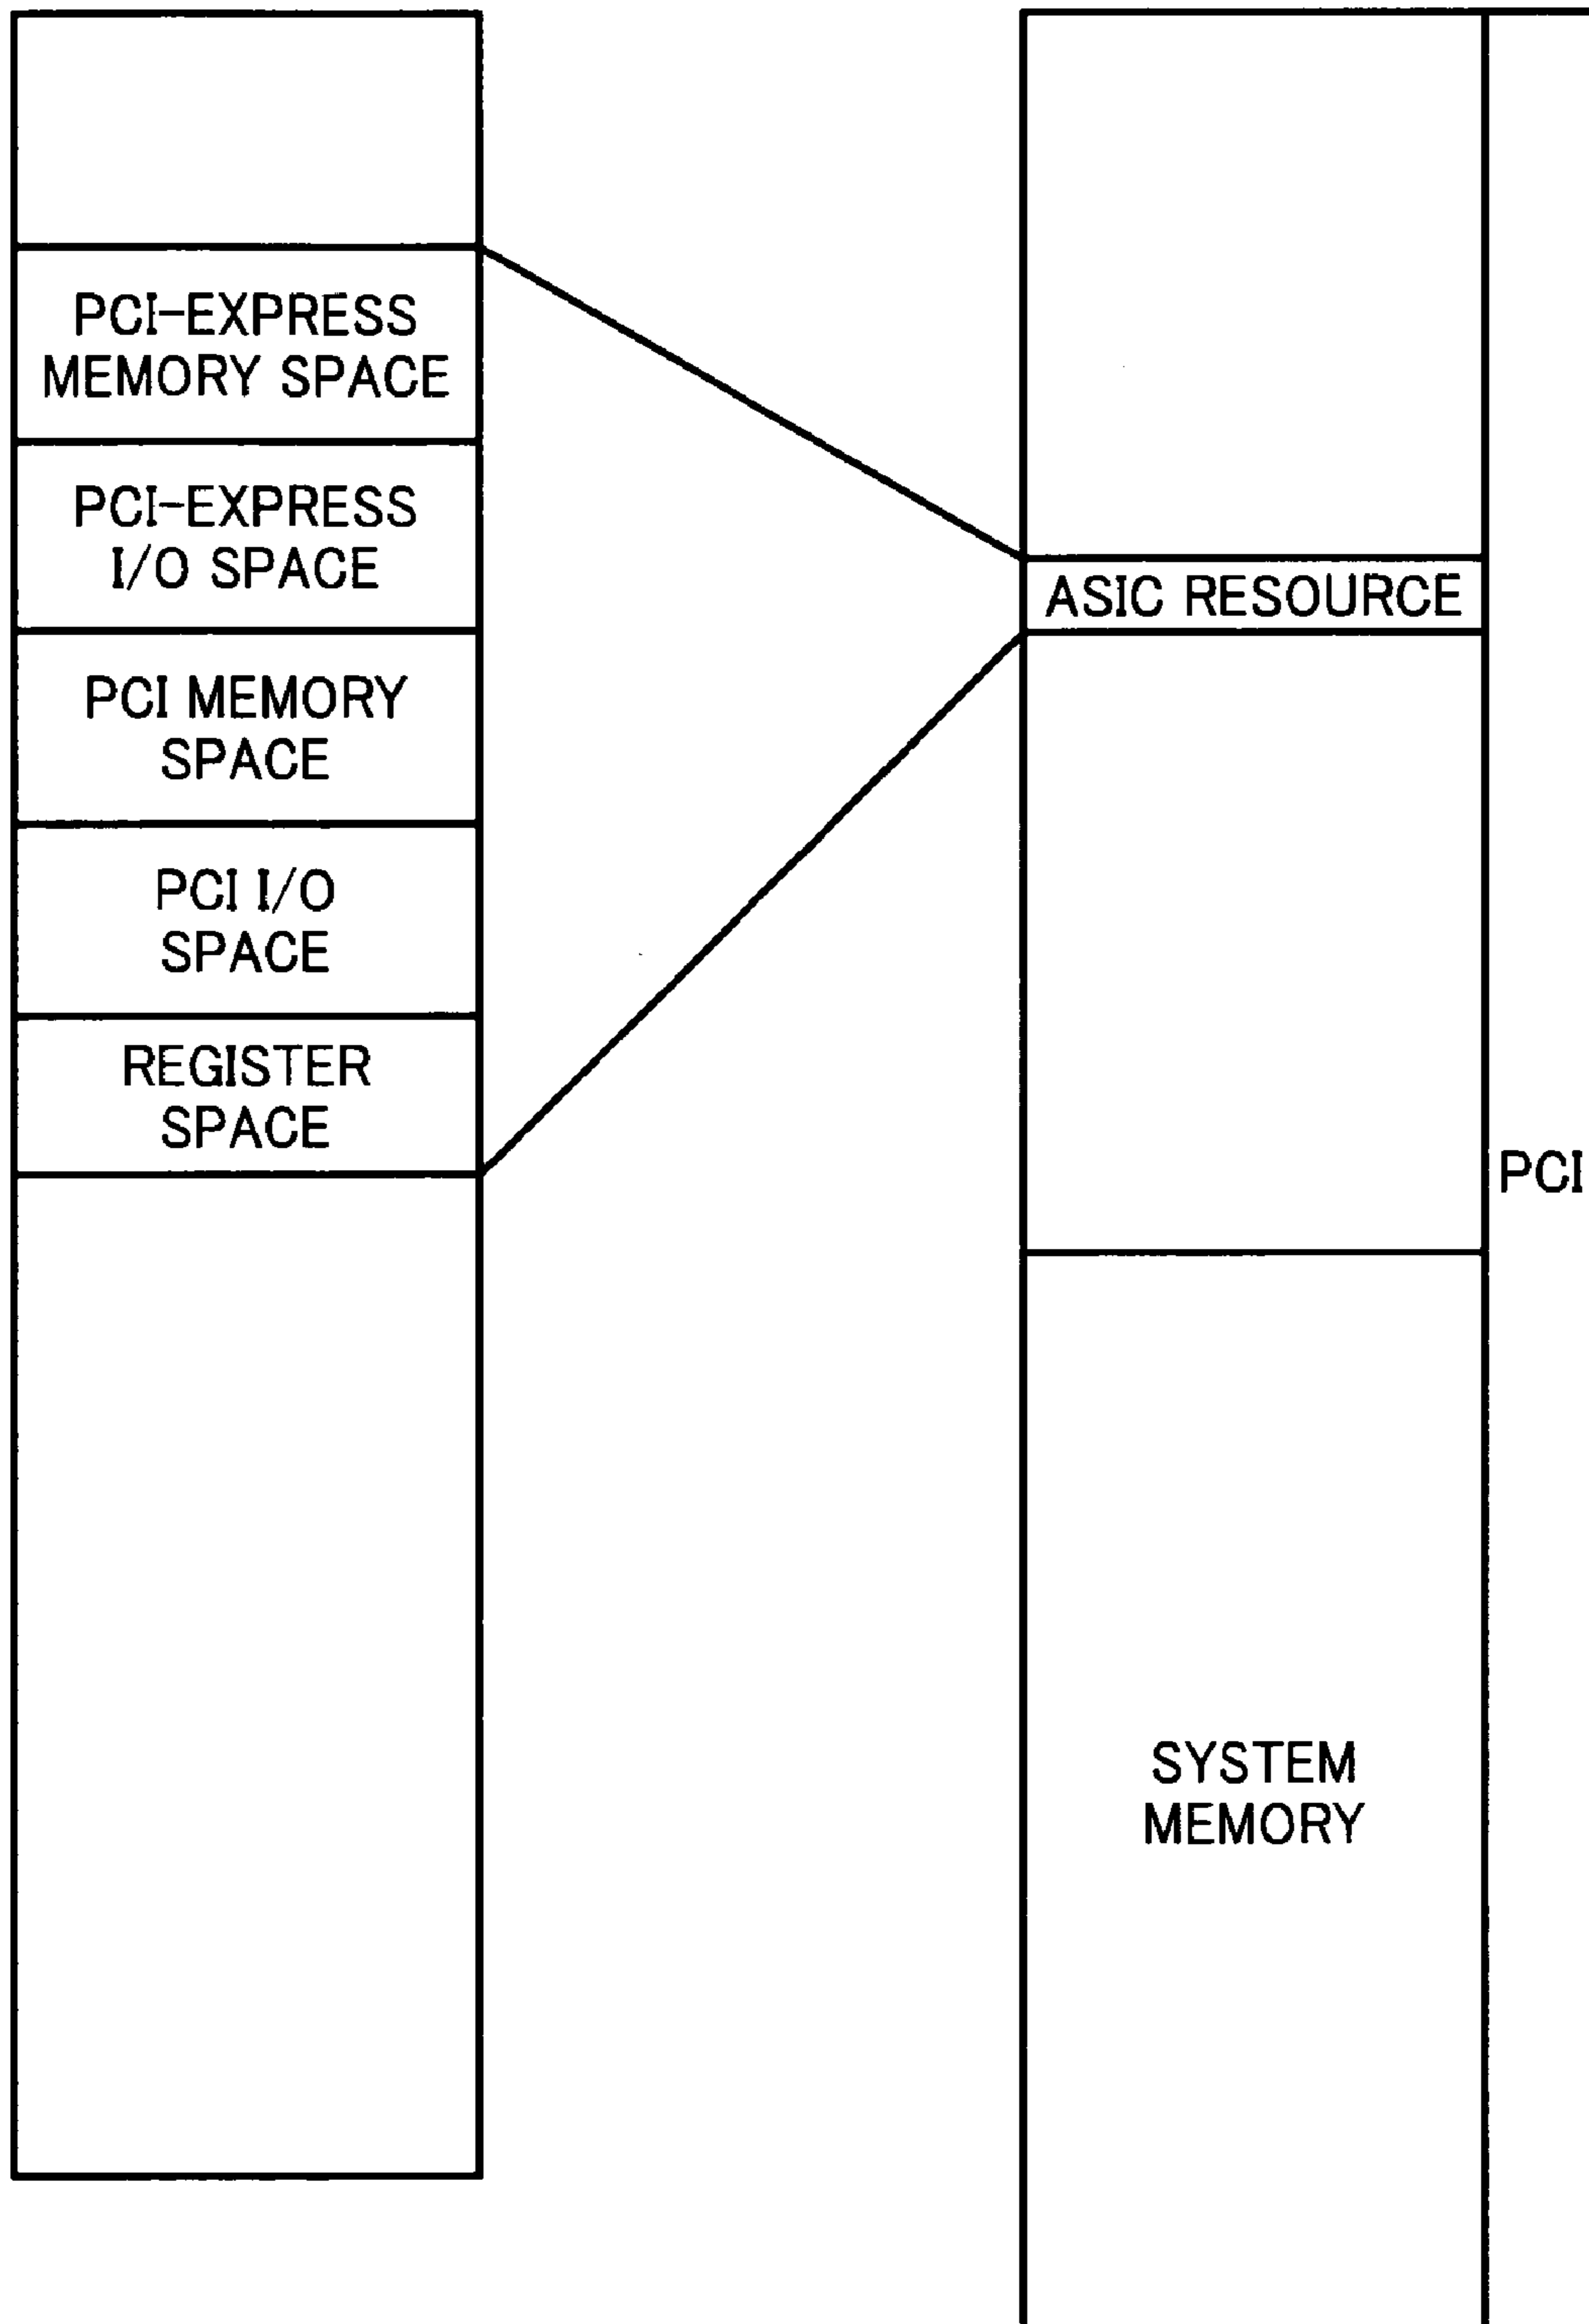 PCI-EXPRESS
MEMORY SPACE
PCI-EXPRESS
I/O SPACE
PCI MEMORY
SPACE
PCI I/O
SPACE
REGISTER
SPACE
ASIC RESOURCE
SYSTEM
MEMORY
PCI